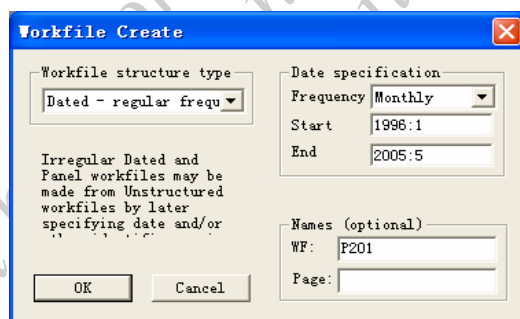 Workfile Create
Workfile structure type
Dated - regular frequ
Irregular Dated and
Panel workfiles may be
made from Unstructured
workfiles by later
specifying date and/or
Date specification
Frequency Monthly
Start 1996:1
End 2005:5
Names (optional)
WF: P201
Page:
OK Cancel